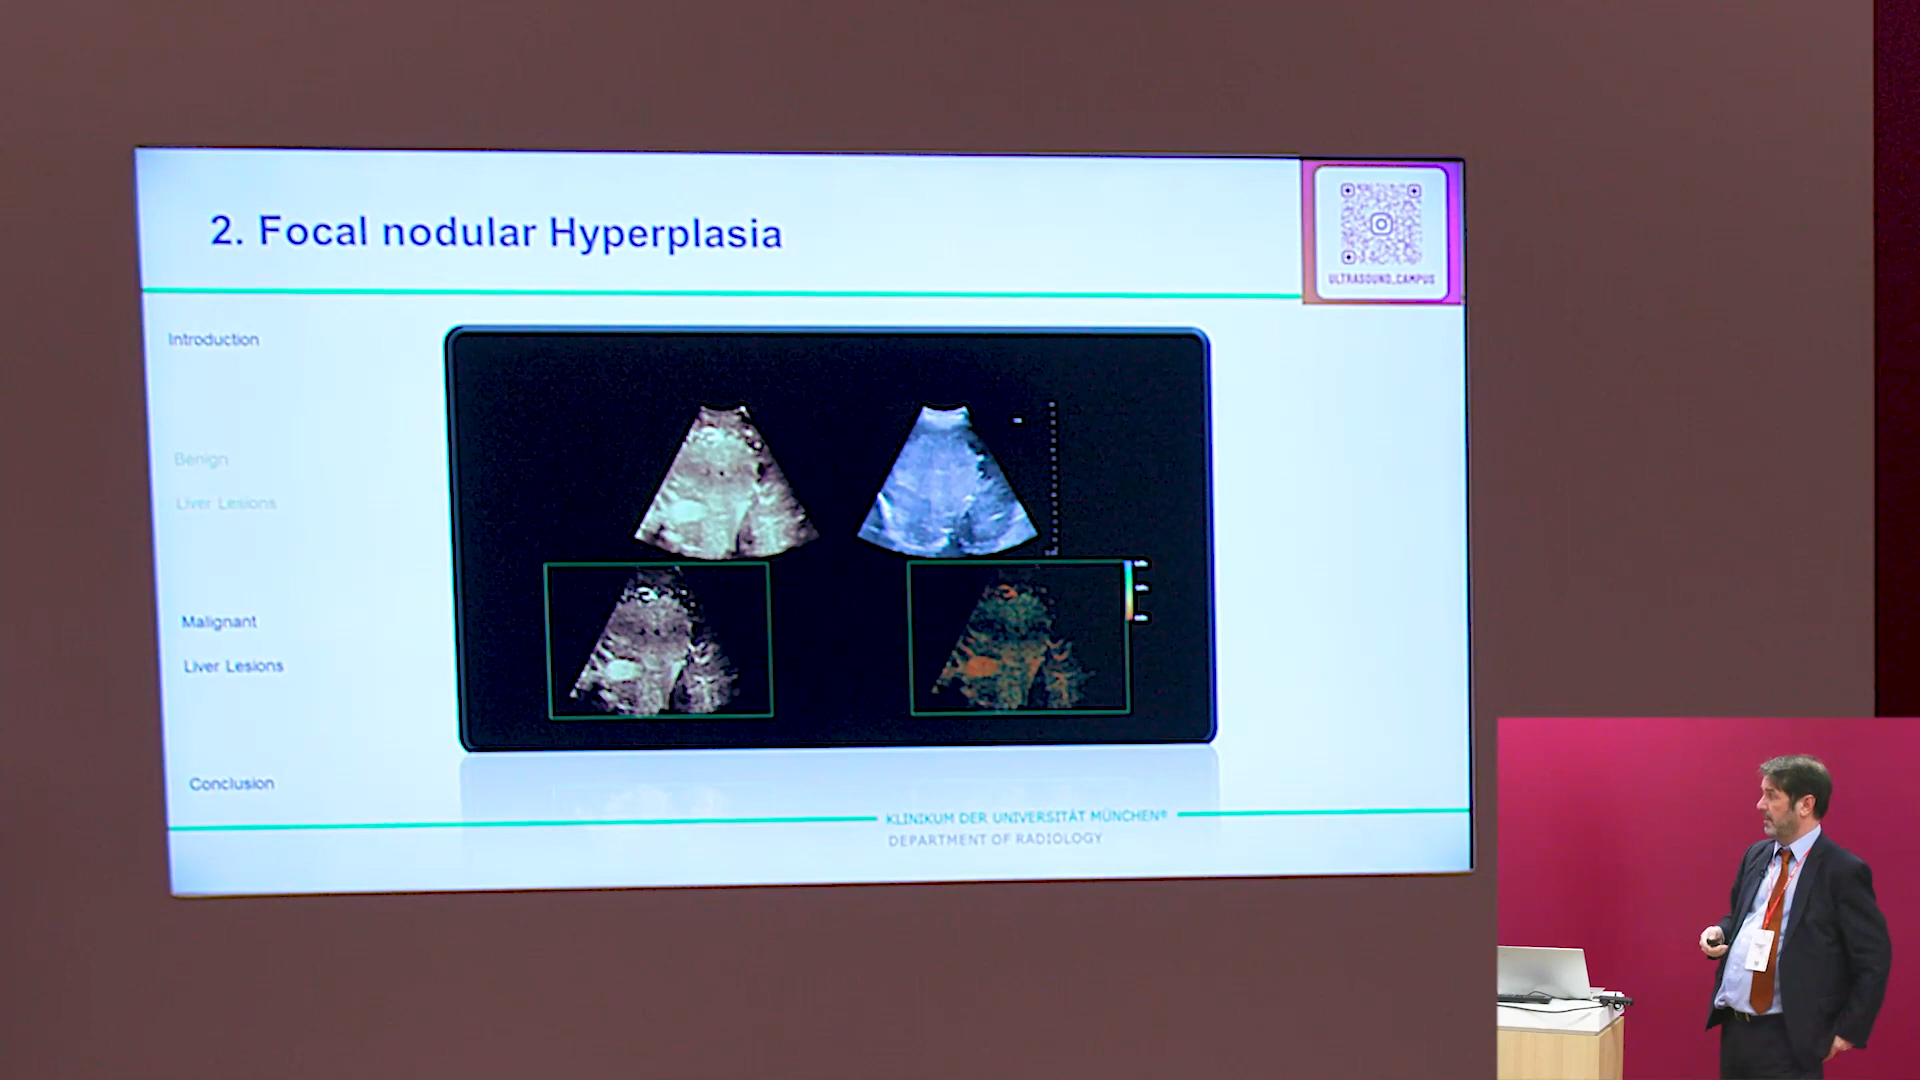 2. Focal nodular Hyperplasia
ULTRASOUND_CAMPUS
Introduction
Benign
Liver Lesions
Malignant
Liver Lesions
Conclusion
KLINIKUM DER UNIVERSITÄT MÜNCHEN®
DEPARTMENT OF RADIOLOGY